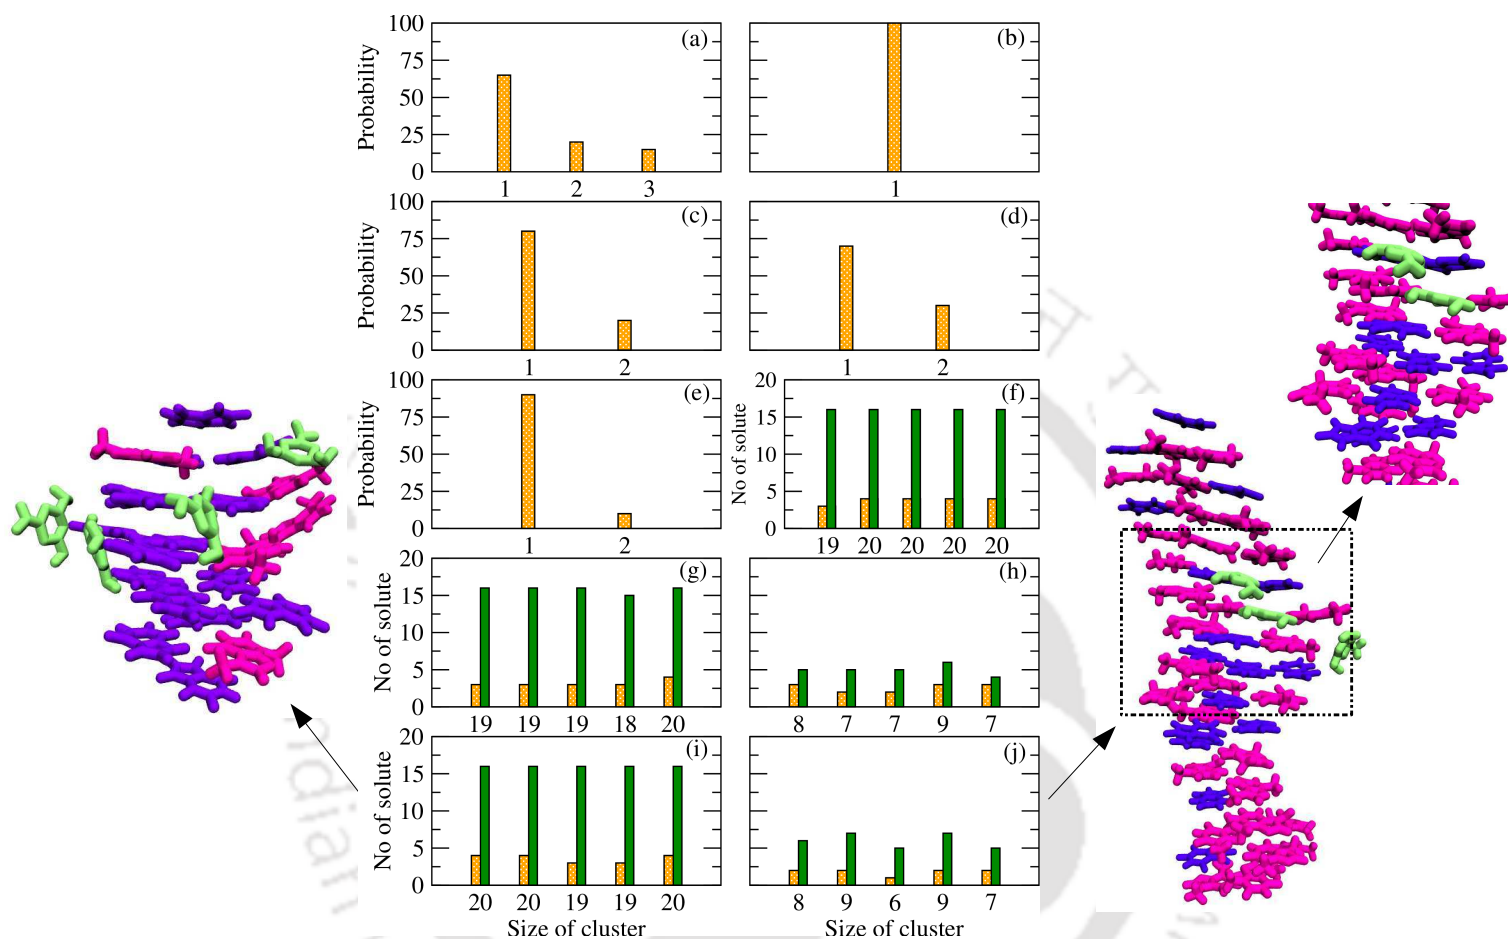 100
75
50
25
0
Probability
(a)
1 2 3
(b)
1
100
75
50
25
0
Probability
(c)
1 2
(d)
1 2
100
75
50
25
0
Probability
(e)
1 2
20
15
10
5
0
No of solute
(f)
19 20 20 20 20
20
15
10
5
0
No of solute
(g)
19 19 19 18 20
(h)
8 7 7 9 7
20
15
10
5
0
No of solute
(i)
20 20 19 19 20
Size of cluster
(j)
8 9 6 9 7
Size of cluster